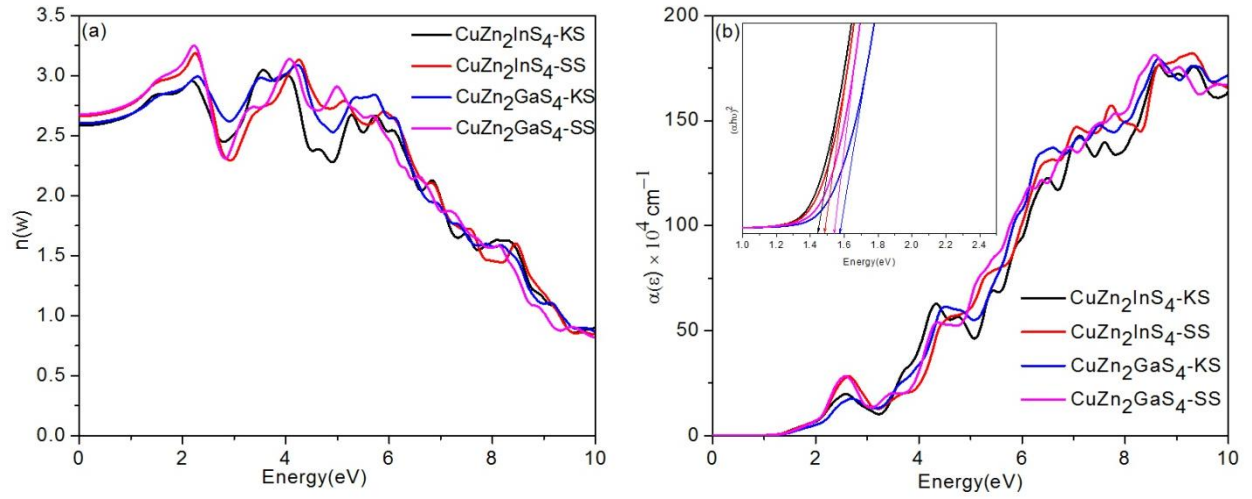 (a)
CuZn2InS4-KS
CuZn2InS4-SS
CuZn2GaS4-KS
CuZn2GaS4-SS
n(w)
3.5
3.0
2.5
2.0
1.5
1.0
0.5
0.0
0 2 4 6 8 10
Energy(eV)
(b)
α(ε) × 10⁴ cm⁻¹
200
150
100
50
0
(αhυ)²
1.0 1.2 1.4 1.6 1.8 2.0 2.2 2.4
Energy(eV)
CuZn2InS4-KS
CuZn2InS4-SS
CuZn2GaS4-KS
CuZn2GaS4-SS
0 2 4 6 8 10
Energy(eV)